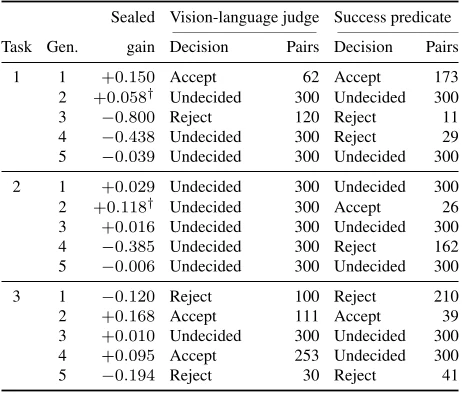 Sealed Vision-language judge Success predicate
Task Gen. gain Decision Pairs Decision Pairs
1 1 +0.150 Accept 62 Accept 173
2 +0.058† Undecided 300 Undecided 300
3 −0.800 Reject 120 Reject 11
4 −0.438 Undecided 300 Reject 29
5 −0.039 Undecided 300 Undecided 300
2 1 +0.029 Undecided 300 Undecided 300
2 +0.118† Undecided 300 Accept 26
3 +0.016 Undecided 300 Undecided 300
4 −0.385 Undecided 300 Reject 162
5 −0.006 Undecided 300 Undecided 300
3 1 −0.120 Reject 100 Reject 210
2 +0.168 Accept 111 Accept 39
3 +0.010 Undecided 300 Undecided 300
4 +0.095 Accept 253 Undecided 300
5 −0.194 Reject 30 Reject 41